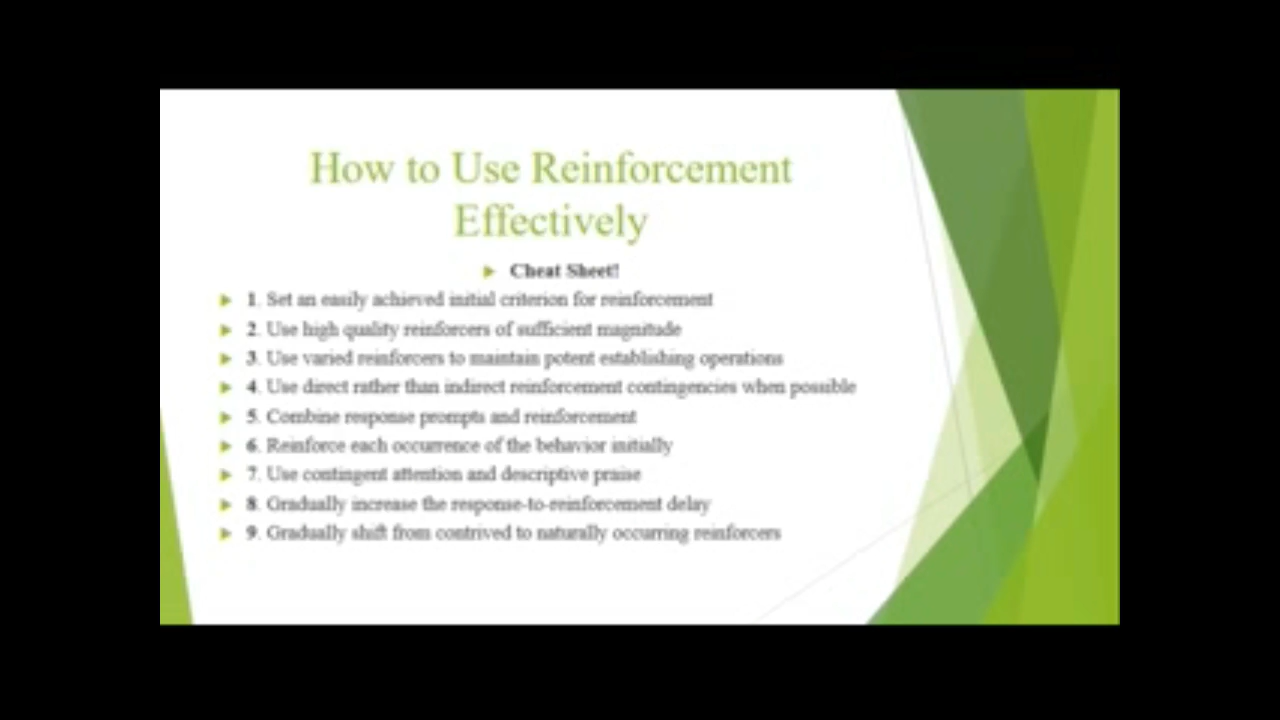 How to Use Reinforcement
Effectively
Cheat Sheet!
1. Set an easily achieved initial criterion for reinforcement
2. Use high quality reinforcers of sufficient magnitude
3. Use varied reinforcers to maintain potent establishing operations
4. Use direct rather than indirect reinforcement contingencies when possible
5. Combine response prompts and reinforcement
6. Reinforce each occurrence of the behavior initially
7. Use contingent attention and descriptive praise
8. Gradually increase the response-to-reinforcement delay
9. Gradually shift from contrived to naturally occurring reinforcers